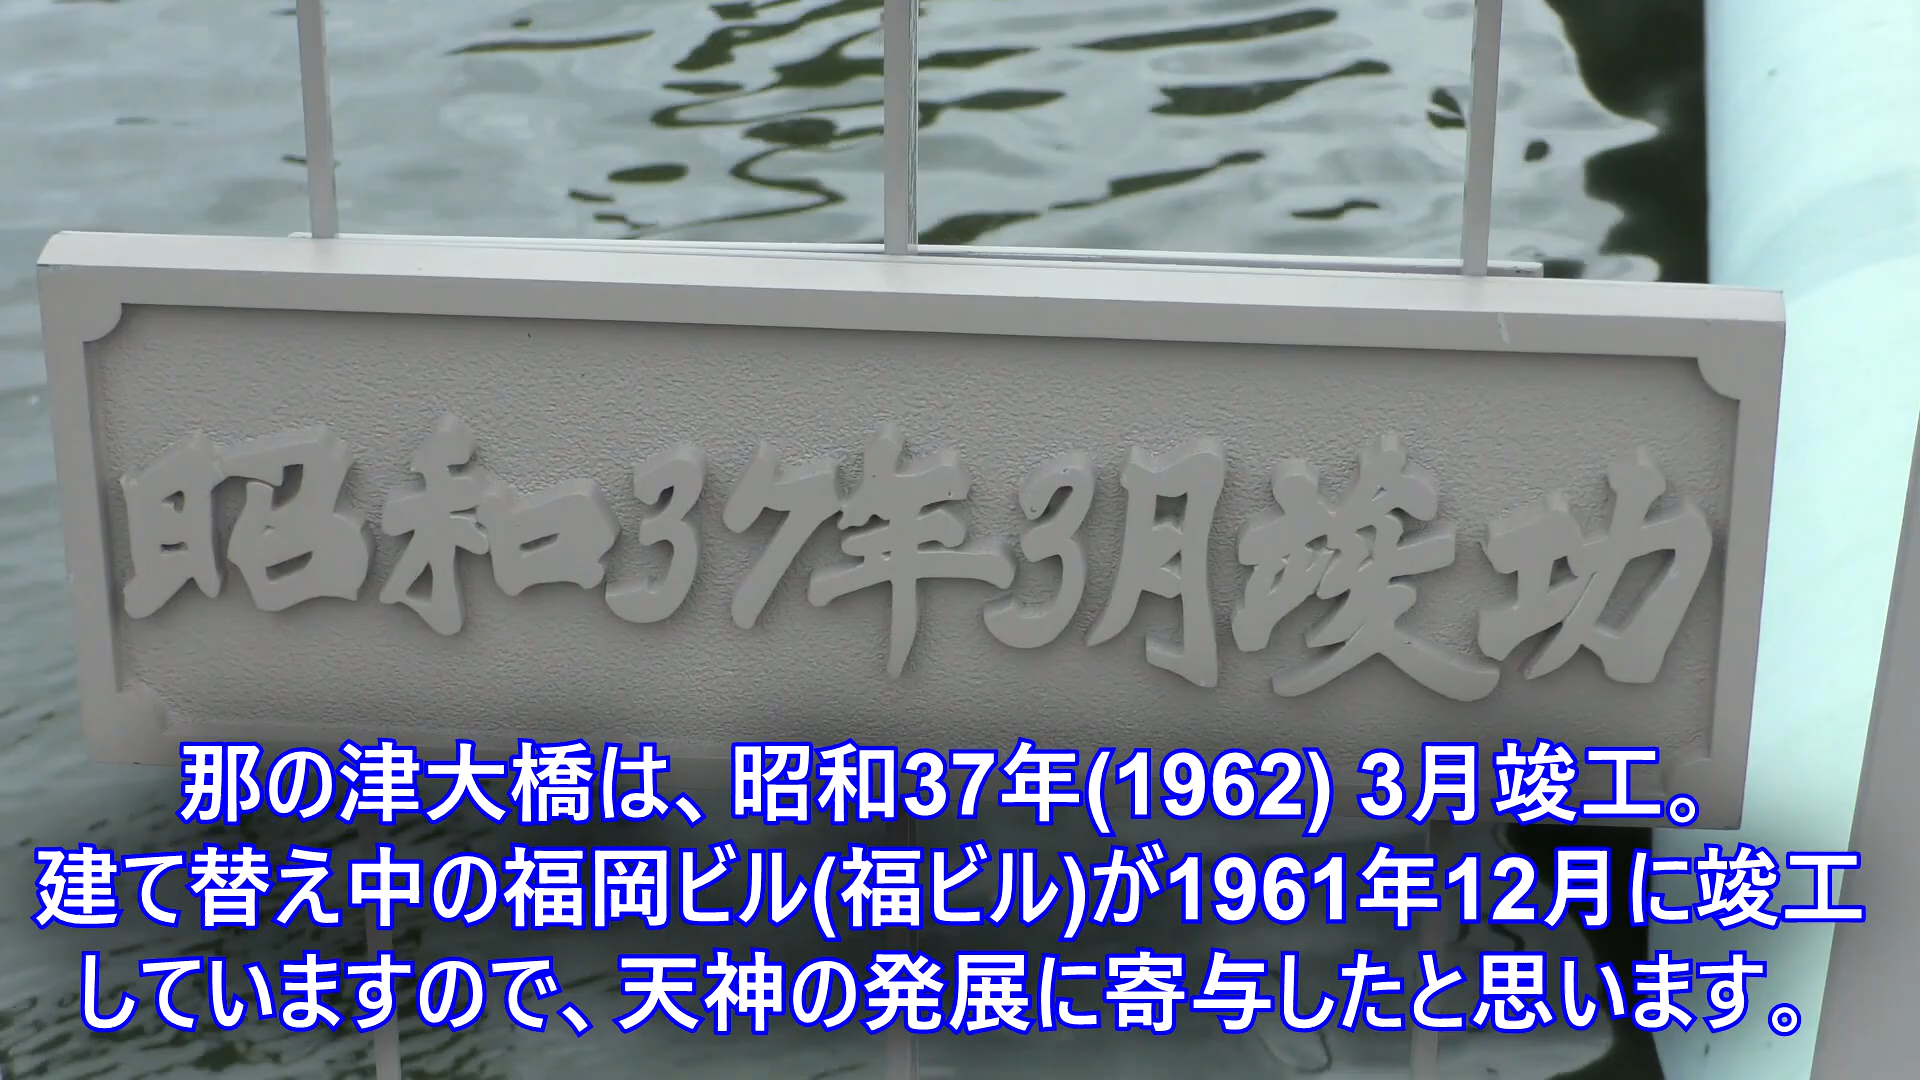 昭和37年3月竣功
那の津大橋は、昭和37年(1962) 3月竣工。
建て替え中の福岡ビル(福ビル)が1961年12月に竣工
していますので、天神の発展に寄与したと思います。